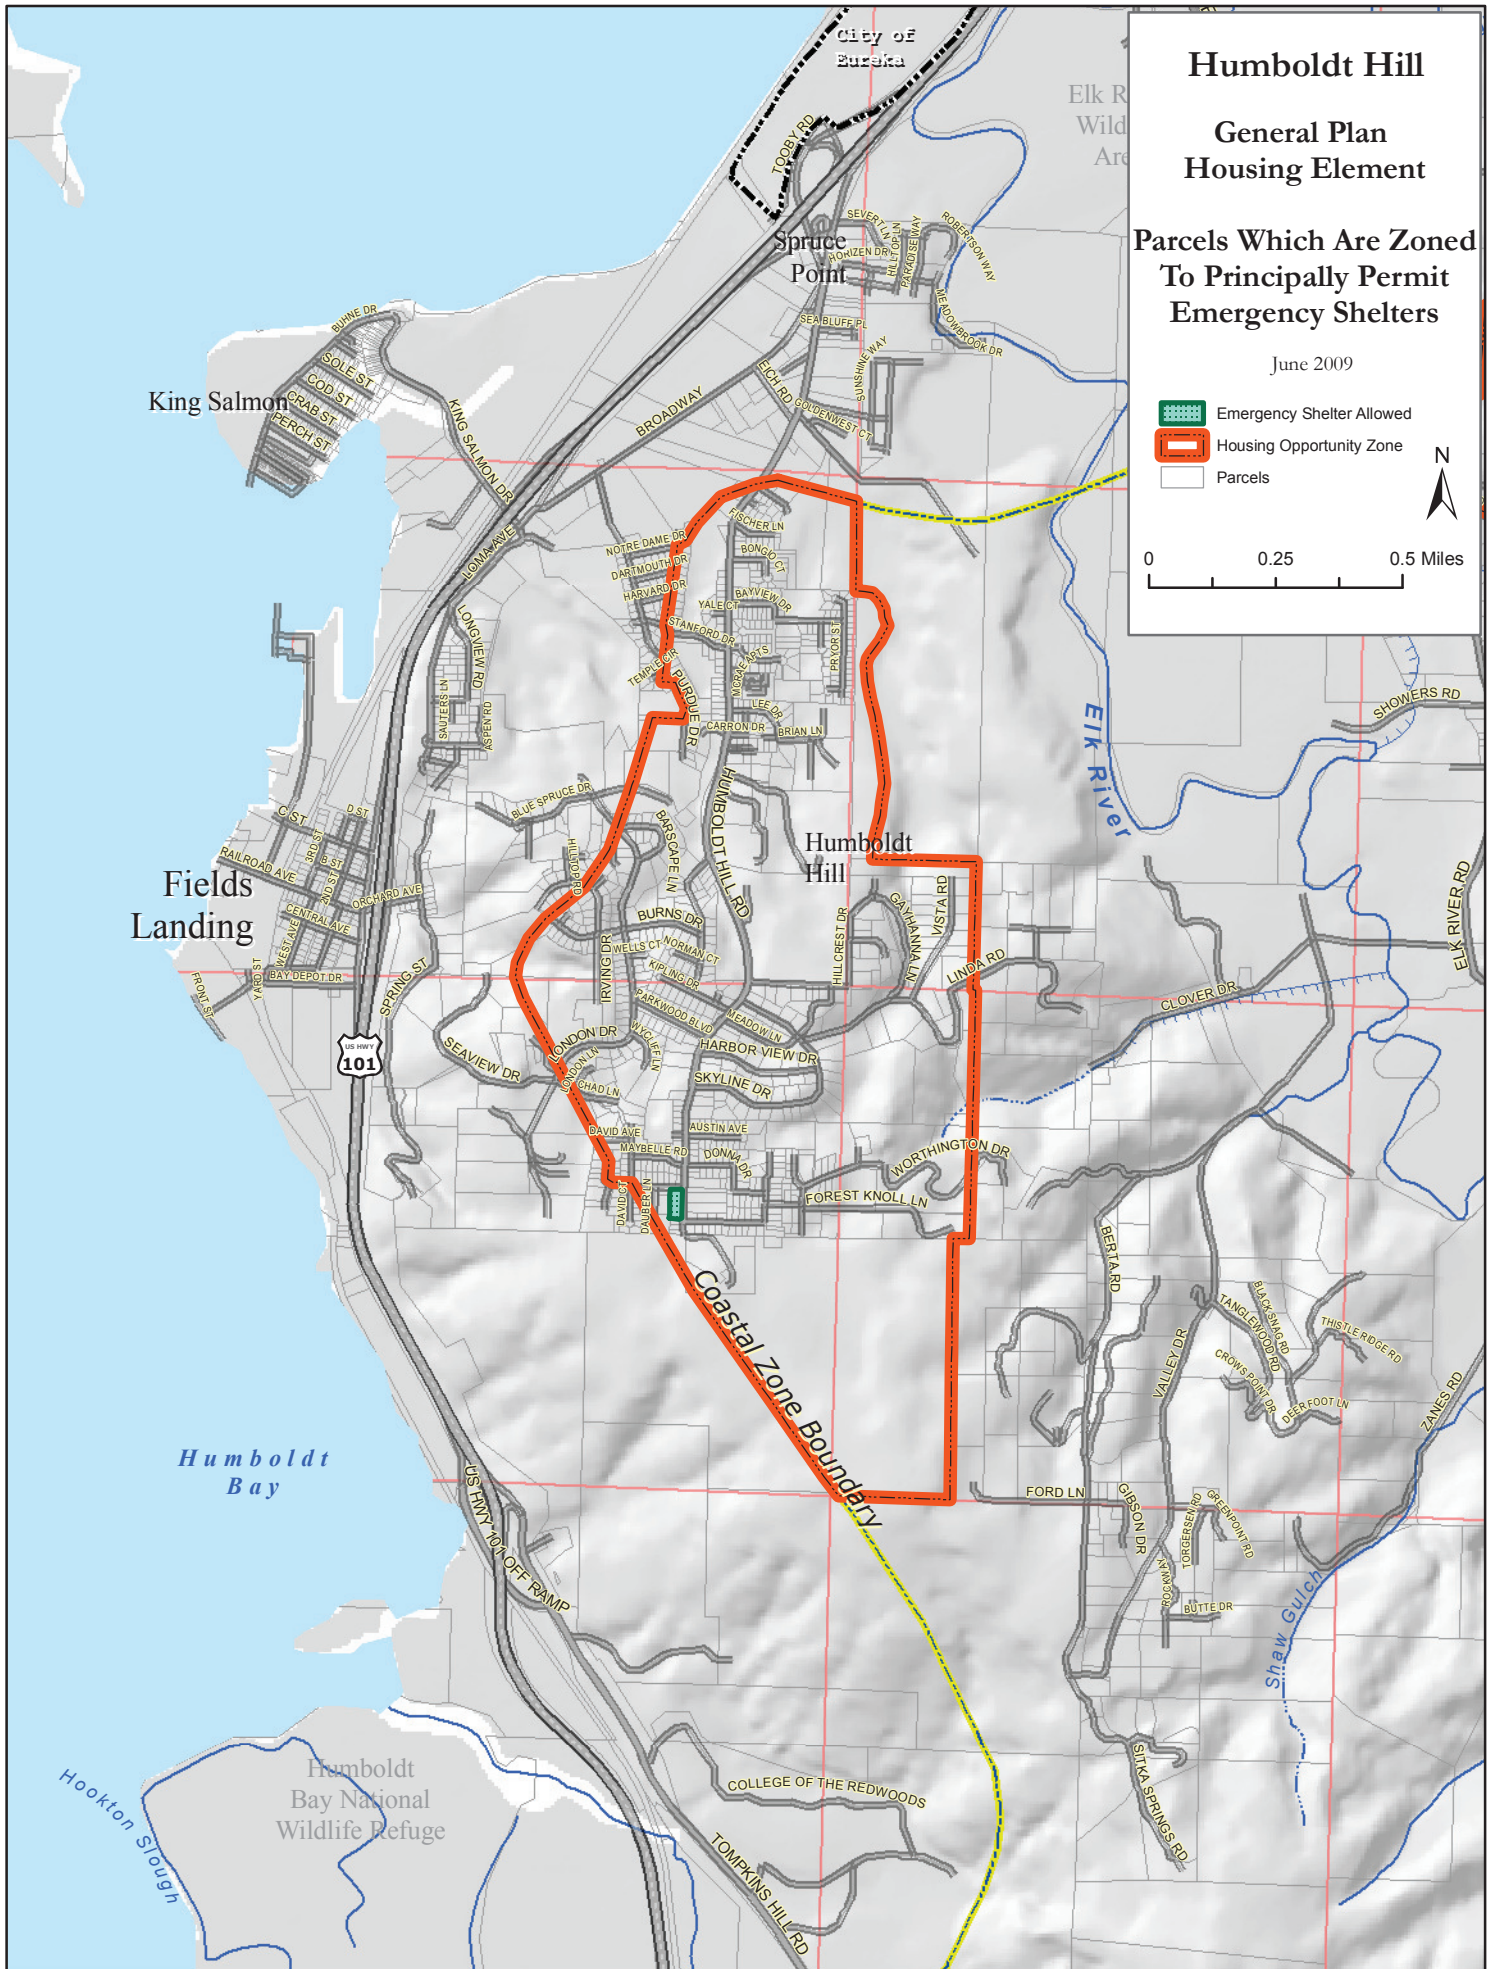 Humboldt Hill
General Plan
Housing Element
Parcels Which Are Zoned
To Principally Permit
Emergency Shelters
June 2009
Emergency Shelter Allowed
Housing Opportunity Zone
Parcels
N
0 0.25 0.5 Miles
City of
Eureka
Elk R
Wild
Are
TOOBY RD
Spruce
Point
SEVERT LN
HORIZEN DR
HILLTOP LN
PARADISE WAY
ROBERTSON WAY
MEADOWBROOK DR
SEA BLUFF PL
SUNSHINE WAY
EICH RD
GOLDENWEST CT
BROADWAY
BUHNE DR
SOLE ST
COD ST
CRAB ST
PERCH ST
King Salmon
KING SALMON DR
LOMA AVE
NOTRE DAME DR
DARTMOUTH DR
HARVARD DR
FISCHER LN
BONGIO CT
YALE CT
BAYVIEW DR
STANFORD DR
TEMPLE CIR
PURDUE DR
MCRAE ARTS
PRYOR ST
LEE DR
CARRON DR
BRIAN LN
LONGVIEW RD
SAUTERS LN
ASPEN RD
Elk River
SHOWERS RD
ELK RIVER RD
BLUE SPRUCE DR
HILLTOP RD
BARSCAPE LN
HUMBOLDT HILL RD
Humboldt
Hill
C ST
D ST
3RD ST
B ST
2ND ST
RAILROAD AVE
CENTRAL AVE
ORCHARD AVE
WEST AVE
BAY DEPOT DR
YARD ST
FRONT ST
Fields
Landing
SPRING ST
US HWY
101
BURNS DR
IRVING DR
WELLS CT
NORMAN CT
KIPLING DR
PARKWOOD BLVD
MEADOW LN
HILLCREST DR
GAYHANNA LN
VISTA RD
LINDA RD
CLOVER DR
SEAVIEW DR
LONDON DR
LONDON LN
WYCLIFF LN
CHAD LN
HARBOR VIEW DR
SKYLINE DR
DAVID AVE
AUSTIN AVE
MAYBELLE RD
DONNA DR
DAVID CT
DAUBER LN
WORTHINGTON DR
FOREST KNOLL LN
Coastal Zone Boundary
BERTA RD
VALLEY DR
TANGLEWOOD RD
BLACK SNAG RD
THISTLE RIDGE RD
CROWS POINT DR
DEER FOOT LN
ZANES RD
Humboldt
Bay
US HWY 101 OFF RAMP
FORD LN
GIBSON DR
TORGERSEN RD
GREENPOINT RD
ROCKWAY
BUTTE DR
Shaw Gulch
SITKA SPRINGS RD
COLLEGE OF THE REDWOODS
TOMPKINS HILL RD
Humboldt
Bay National
Wildlife Refuge
Hookton Slough